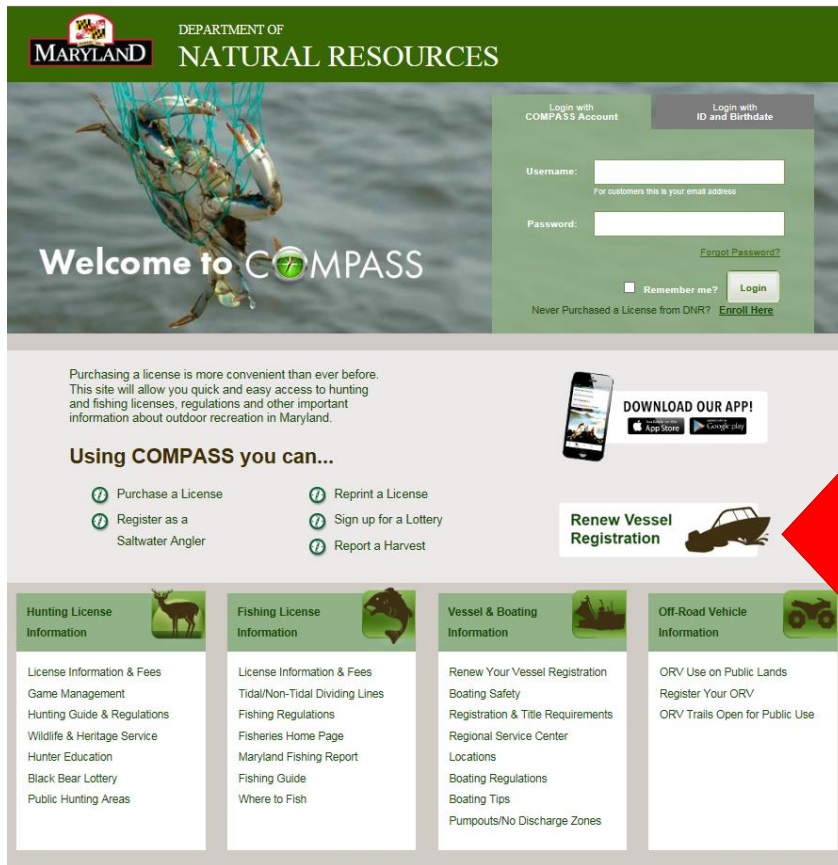 MARYLAND
DEPARTMENT OF
NATURAL RESOURCES
Login with
COMPASS Account
Login with
ID and Birthdate
Username:
For customers this is your email address
Password:
Forgot Password?
Remember me?
Login
Never Purchased a License from DNR? Enroll Here
Welcome to COMPASS
Purchasing a license is more convenient than ever before.
This site will allow you quick and easy access to hunting
and fishing licenses, regulations and other important
information about outdoor recreation in Maryland.
DOWNLOAD OUR APP!
App Store
Google play
Using COMPASS you can...
Purchase a License
Register as a
Saltwater Angler
Reprint a License
Sign up for a Lottery
Report a Harvest
Renew Vessel
Registration
Hunting License
Information
License Information & Fees
Game Management
Hunting Guide & Regulations
Wildlife & Heritage Service
Hunter Education
Black Bear Lottery
Public Hunting Areas
Fishing License
Information
License Information & Fees
Tidal/Non-Tidal Dividing Lines
Fishing Regulations
Fisheries Home Page
Maryland Fishing Report
Fishing Guide
Where to Fish
Vessel & Boating
Information
Renew Your Vessel Registration
Boating Safety
Registration & Title Requirements
Regional Service Center
Locations
Boating Regulations
Boating Tips
Pumpouts/No Discharge Zones
Off-Road Vehicle
Information
ORV Use on Public Lands
Register Your ORV
ORV Trails Open for Public Use